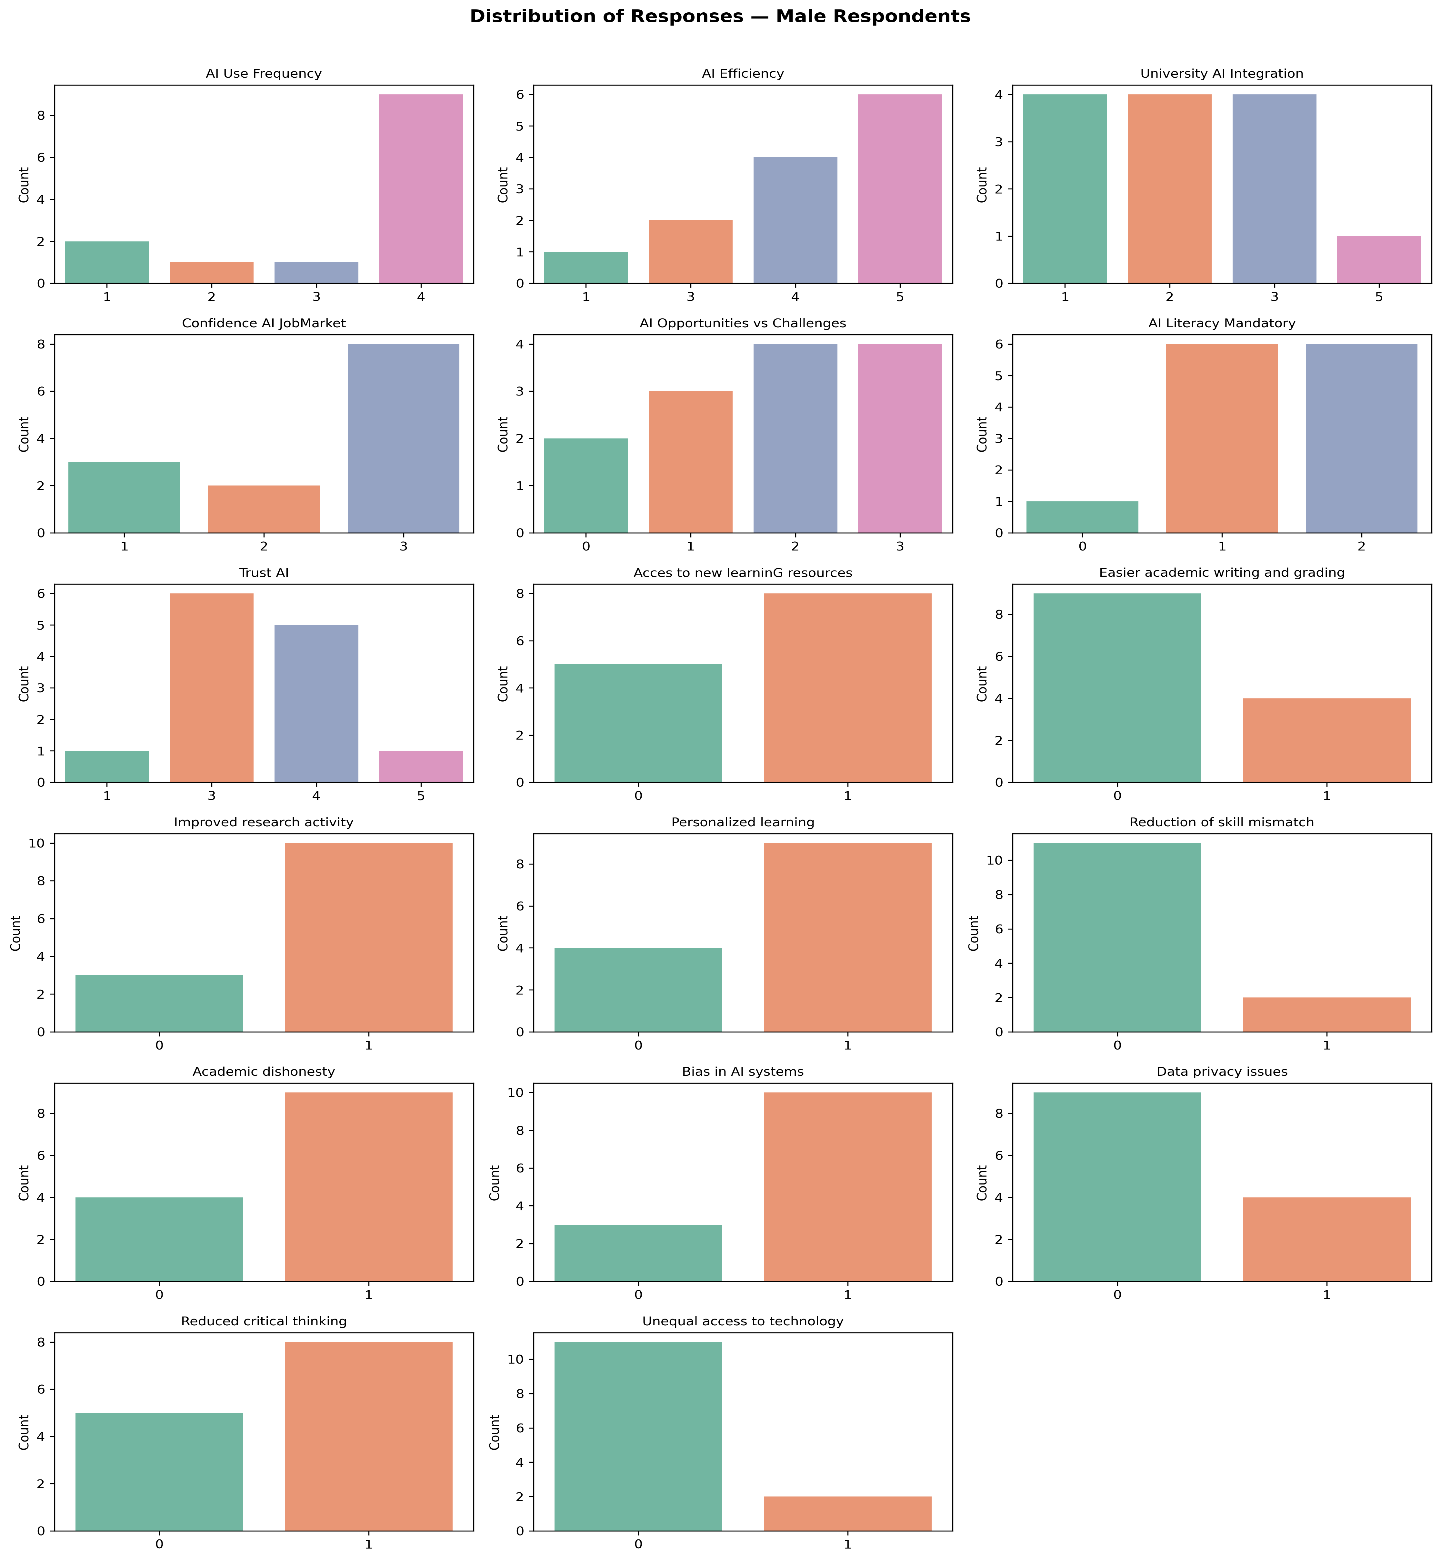 Distribution of Responses — Male Respondents
AI Use Frequency
Count
0
2
4
6
8
1 2 3 4
AI Efficiency
Count
0
1
2
3
4
5
6
1 3 4 5
University AI Integration
Count
0
1
2
3
4
1 2 3 5
Confidence AI JobMarket
Count
0
2
4
6
8
1 2 3
AI Opportunities vs Challenges
Count
0
1
2
3
4
0 1 2 3
AI Literacy Mandatory
Count
0
1
2
3
4
5
6
0 1 2
Trust AI
Count
0
1
2
3
4
5
6
1 3 4 5
Acces to new learninG resources
Count
0
2
4
6
8
0 1
Easier academic writing and grading
Count
0
2
4
6
8
0 1
Improved research activity
Count
0
2
4
6
8
10
0 1
Personalized learning
Count
0
2
4
6
8
0 1
Reduction of skill mismatch
Count
0
2
4
6
8
10
0 1
Academic dishonesty
Count
0
2
4
6
8
0 1
Bias in AI systems
Count
0
2
4
6
8
10
0 1
Data privacy issues
Count
0
2
4
6
8
0 1
Reduced critical thinking
Count
0
2
4
6
8
0 1
Unequal access to technology
Count
0
2
4
6
8
10
0 1